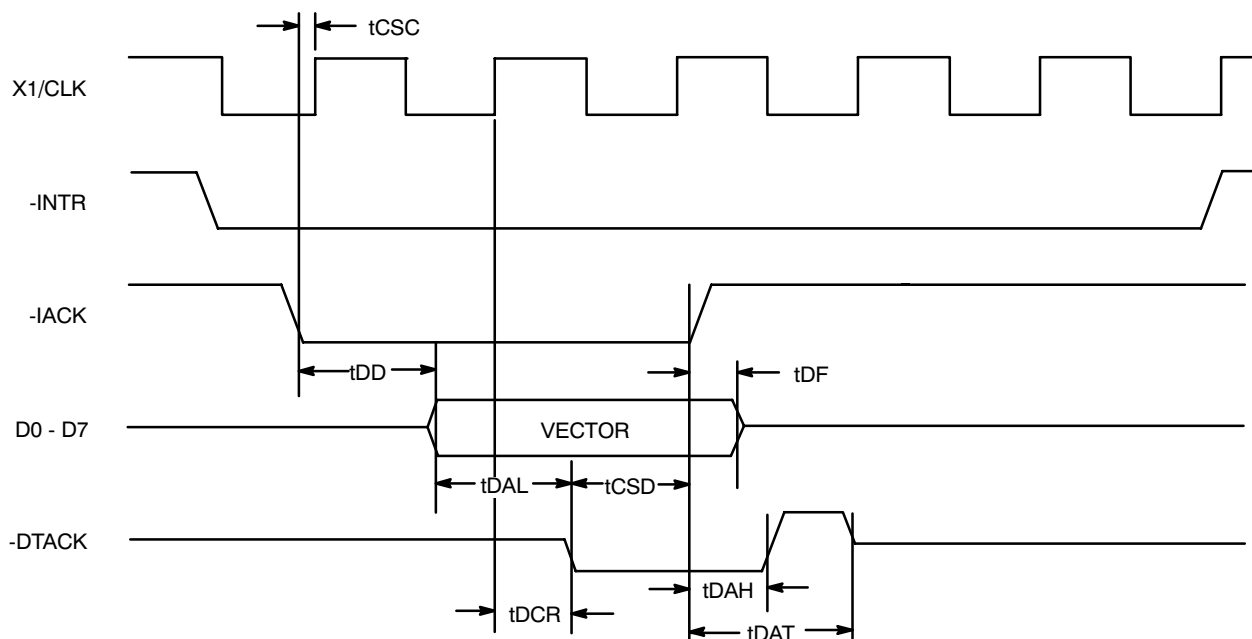 tCSC
X1/CLK
-INTR
-IACK
tDD
tDF
D0 - D7
VECTOR
tDAL
tCSD
-DTACK
tDAH
tDCR
tDAT